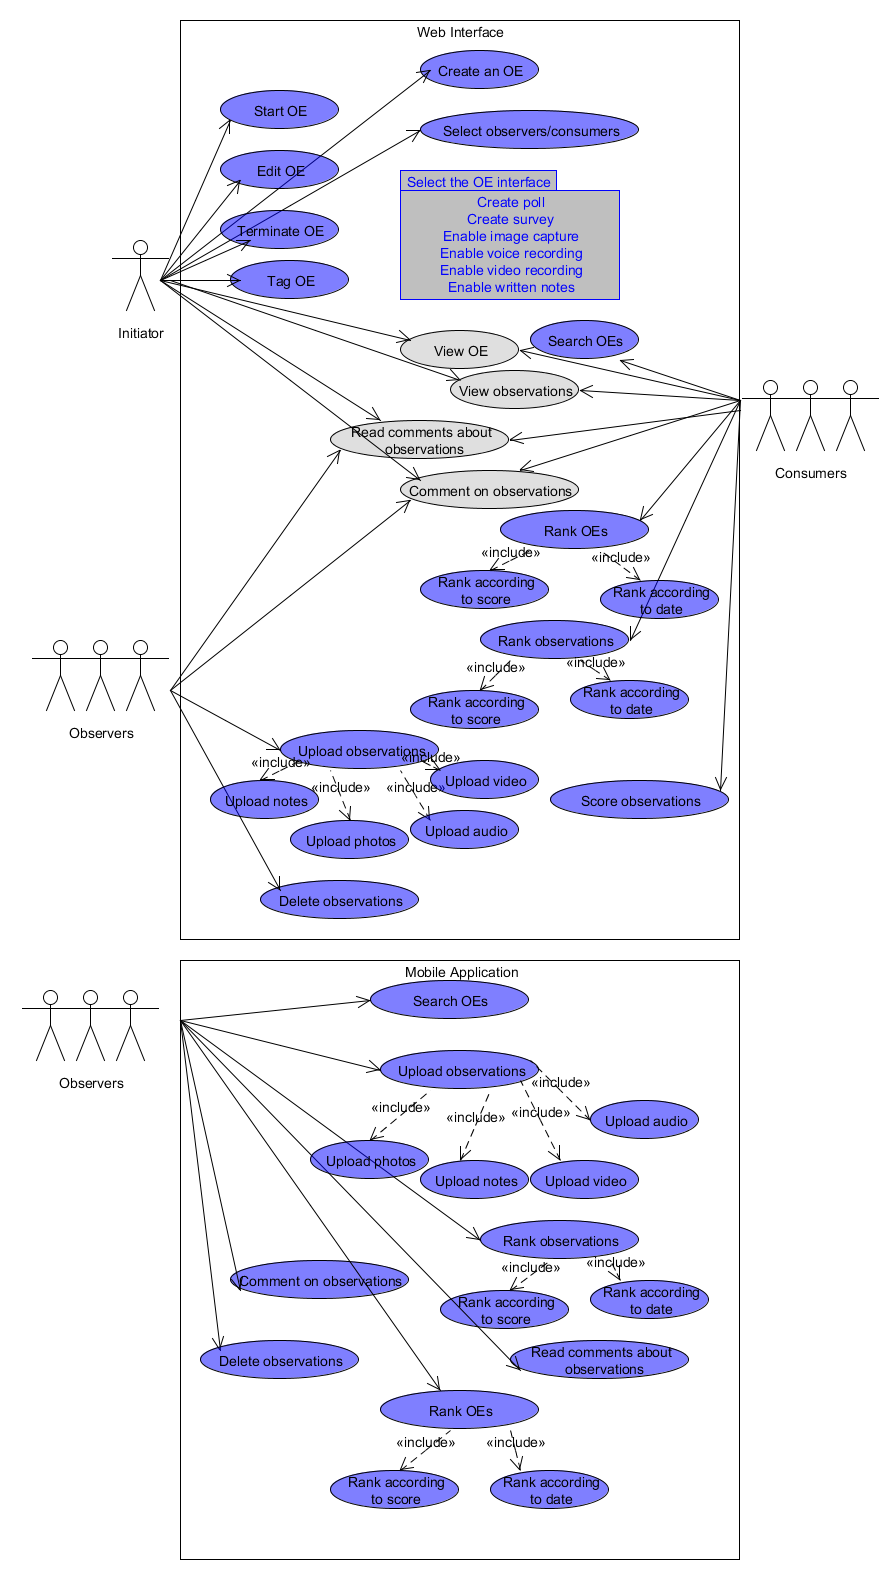 Web Interface
Create an OE
Start OE
Select observers/consumers
Edit OE
Select the OE interface
Create poll
Create survey
Enable image capture
Enable voice recording
Enable video recording
Enable written notes
Terminate OE
Tag OE
Initiator
View OE
Search OEs
View observations
Read comments about
observations
Consumers
Comment on observations
Rank OEs
«include»
«include»
Rank according
to score
Rank according
to date
Rank observations
«include»
«include»
Rank according
to score
Rank according
to date
Observers
Upload observations
«include»
«include»
«include»
«include»
Upload notes
Upload video
Upload photos
Upload audio
Score observations
Delete observations
Mobile Application
Search OEs
Observers
Upload observations
«include»
«include»
«include»
«include»
Upload audio
Upload photos
Upload notes
Upload video
Rank observations
«include»
«include»
Comment on observations
Rank according
to score
Rank according
to date
Delete observations
Read comments about
observations
Rank OEs
«include»
«include»
Rank according
to score
Rank according
to date